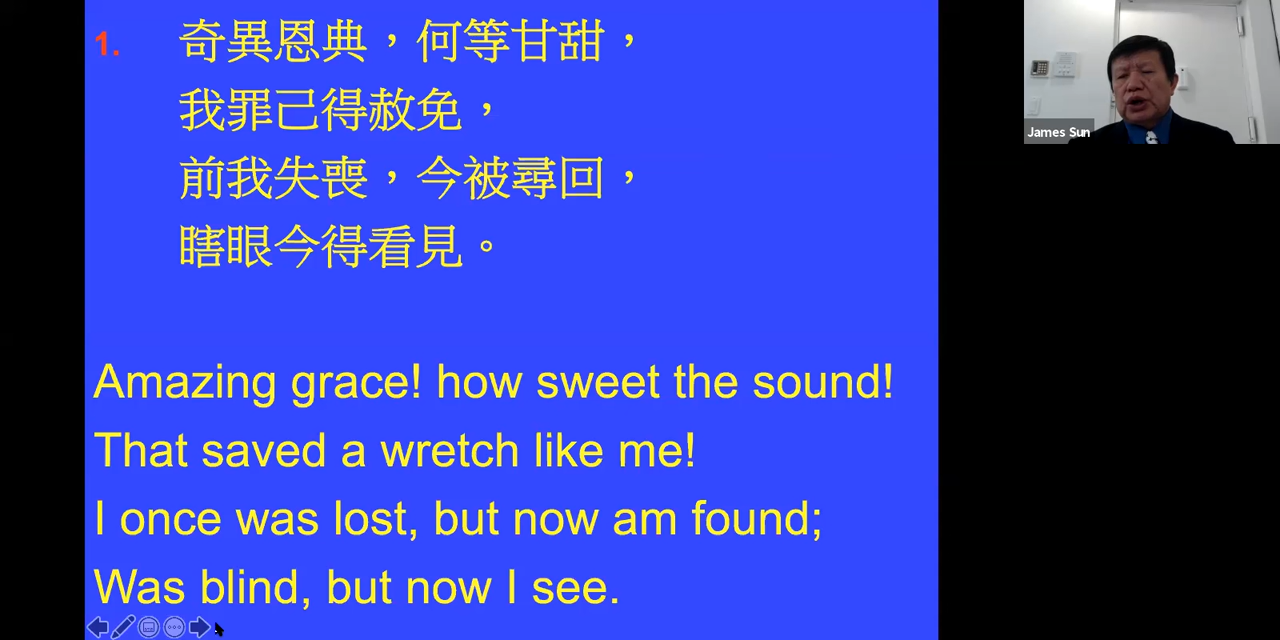 1. 奇異恩典，何等甘甜，
我罪己得赦免，
前我失喪，今被尋回，
瞎眼今得看見。
Amazing grace! how sweet the sound!
That saved a wretch like me!
I once was lost, but now am found;
Was blind, but now I see.
James Sun